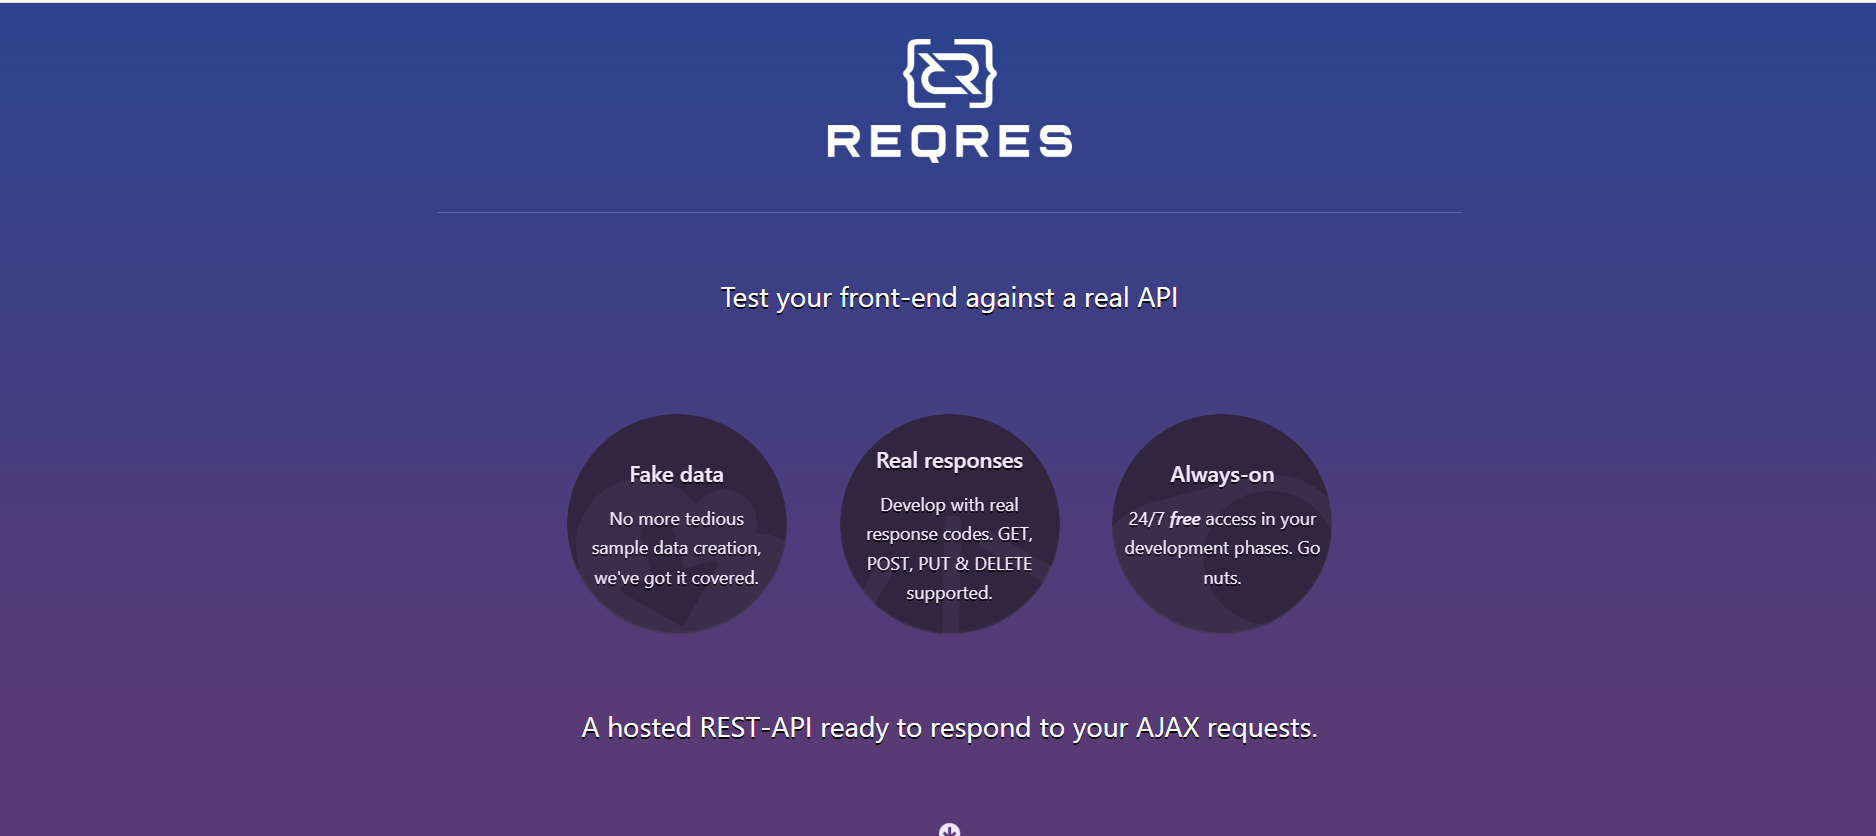 REQRES
Test your front-end against a real API
Fake data
No more tedious
sample data creation,
we've got it covered.
Real responses
Develop with real
response codes. GET,
POST, PUT & DELETE
supported.
Always-on
24/7 free access in your
development phases. Go
nuts.
A hosted REST-API ready to respond to your AJAX requests.